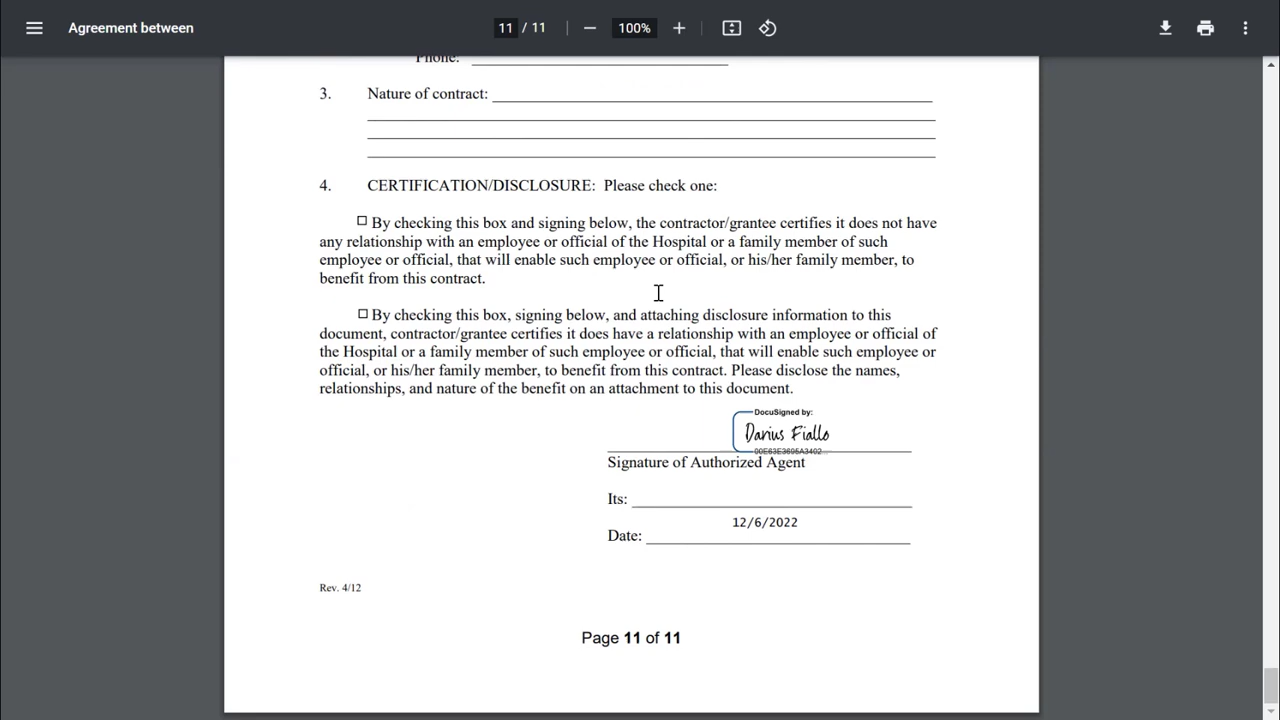 Agreement between
11 / 11
100%
Phone:
3. Nature of contract:
4. CERTIFICATION/DISCLOSURE: Please check one:
By checking this box and signing below, the contractor/grantee certifies it does not have
any relationship with an employee or official of the Hospital or a family member of such
employee or official, that will enable such employee or official, or his/her family member, to
benefit from this contract.
By checking this box, signing below, and attaching disclosure information to this
document, contractor/grantee certifies it does have a relationship with an employee or official of
the Hospital or a family member of such employee or official, that will enable such employee or
official, or his/her family member, to benefit from this contract. Please disclose the names,
relationships, and nature of the benefit on an attachment to this document.
DocuSigned by:
Darius Fiallo
00E63E3695A3402...
Signature of Authorized Agent
Its:
12/6/2022
Date:
Rev. 4/12
Page 11 of 11